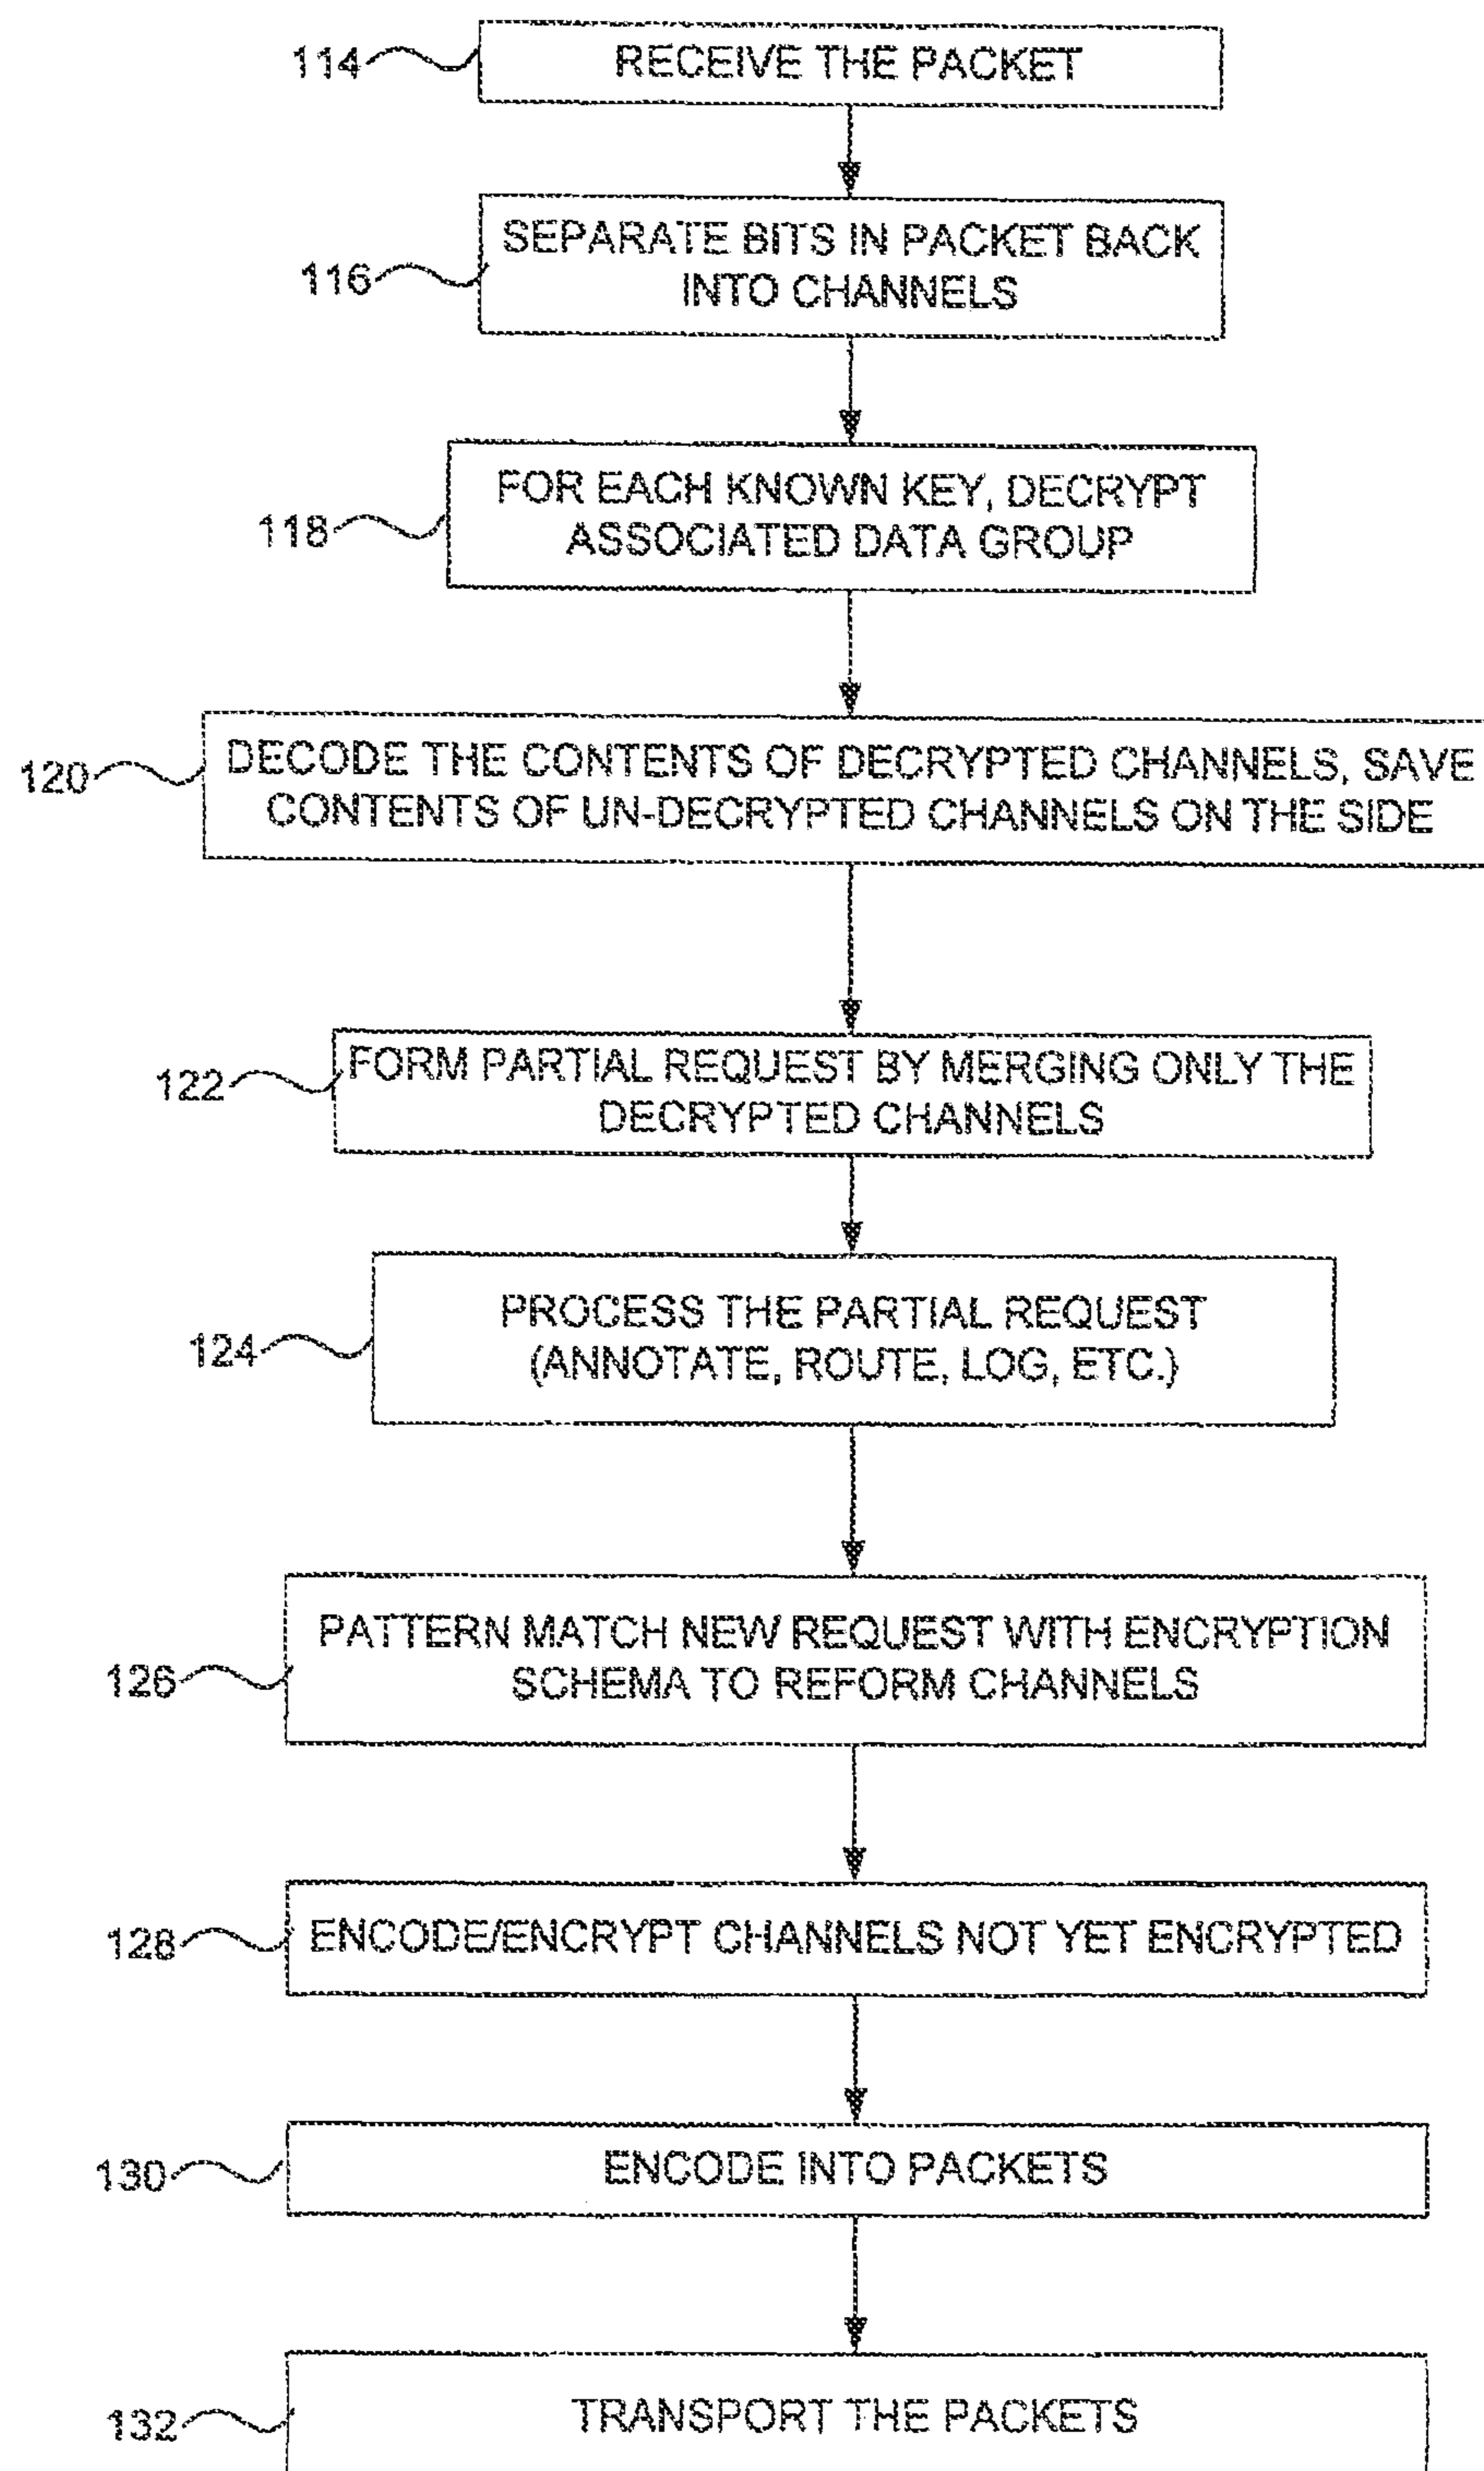 114
RECEIVE THE PACKET
116
SEPARATE BITS IN PACKET BACK
INTO CHANNELS
118
FOR EACH KNOWN KEY, DECRYPT
ASSOCIATED DATA GROUP
120
DECODE THE CONTENTS OF DECRYPTED CHANNELS, SAVE
CONTENTS OF UN-DECRYPTED CHANNELS ON THE SIDE
122
FORM PARTIAL REQUEST BY MERGING ONLY THE
DECRYPTED CHANNELS
124
PROCESS THE PARTIAL REQUEST
(ANNOTATE, ROUTE, LOG, ETC.)
126
PATTERN MATCH NEW REQUEST WITH ENCRYPTION
SCHEMA TO REFORM CHANNELS
128
ENCODE/ENCRYPT CHANNELS NOT YET ENCRYPTED
130
ENCODE INTO PACKETS
132
TRANSPORT THE PACKETS